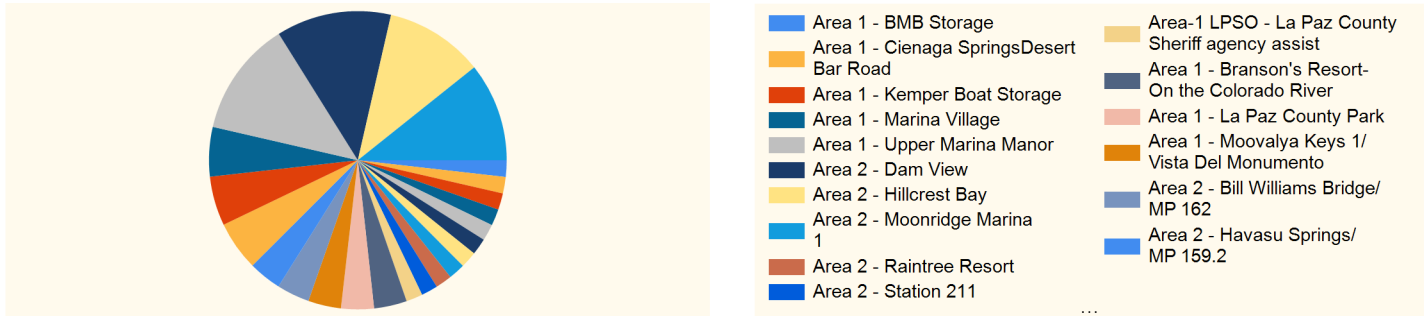 Area 1 - BMB Storage
Area 1 - Cienaga SpringsDesert
Bar Road
Area 1 - Kemper Boat Storage
Area 1 - Marina Village
Area 1 - Upper Marina Manor
Area 2 - Dam View
Area 2 - Hillcrest Bay
Area 2 - Moonridge Marina
1
Area 2 - Raintree Resort
Area 2 - Station 211
Area-1 LPSO - La Paz County
Sheriff agency assist
Area 1 - Branson's Resort-
On the Colorado River
Area 1 - La Paz County Park
Area 1 - Moovalya Keys 1/
Vista Del Monumento
Area 2 - Bill Williams Bridge/
MP 162
Area 2 - Havasu Springs/
MP 159.2
...